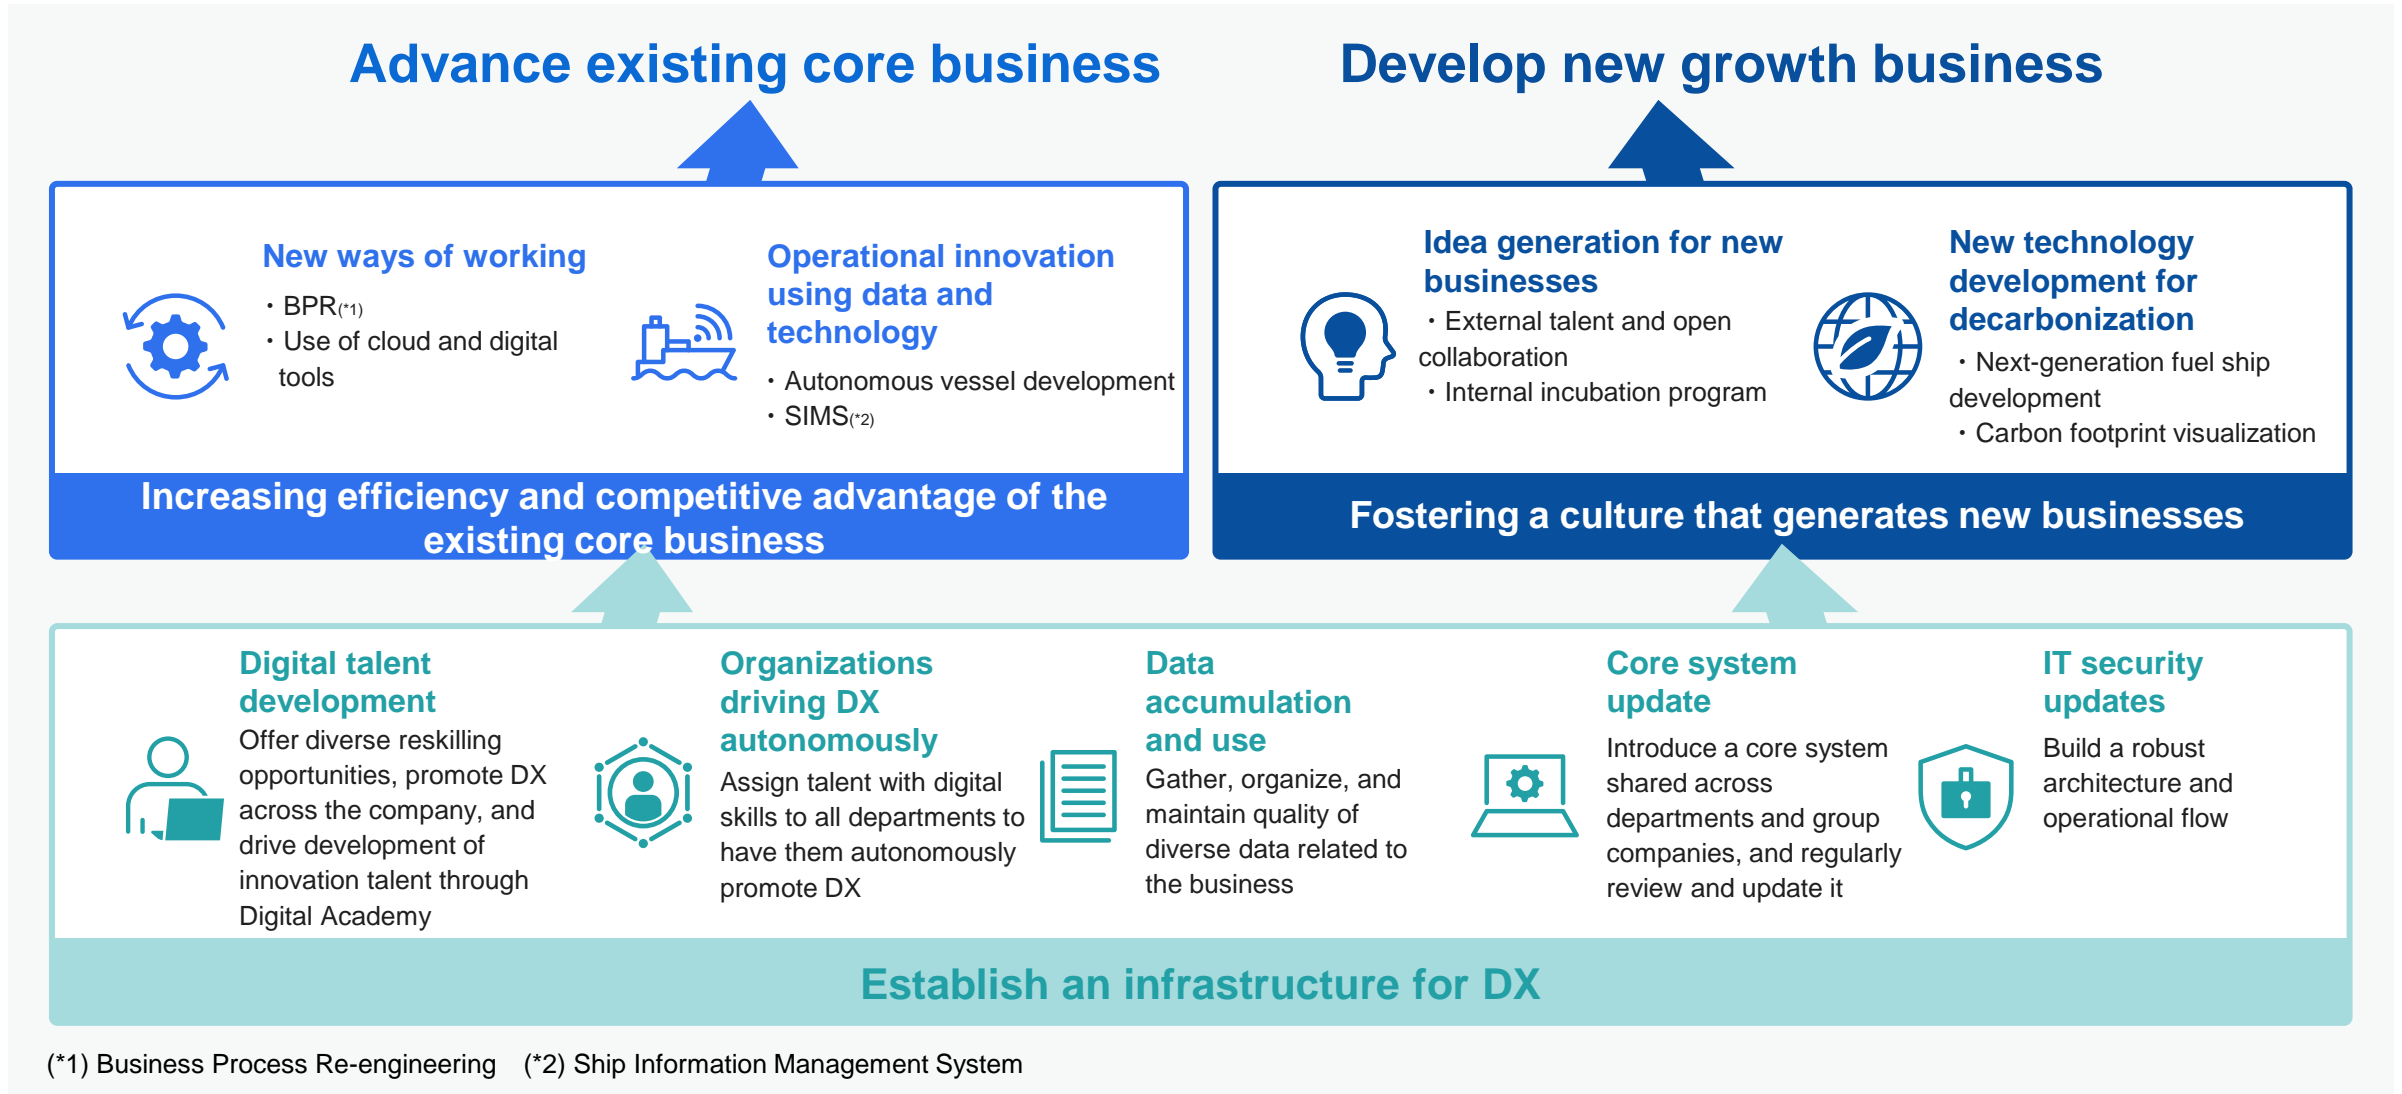 Advance existing core business
Develop new growth business
New ways of working
・BPR(*1)
・Use of cloud and digital
tools
Operational innovation
using data and
technology
・Autonomous vessel development
・SIMS(*2)
Increasing efficiency and competitive advantage of the
existing core business
Idea generation for new
businesses
・External talent and open
collaboration
・Internal incubation program
New technology
development for
decarbonization
・Next-generation fuel ship
development
・Carbon footprint visualization
Fostering a culture that generates new businesses
Digital talent
development
Offer diverse reskilling
opportunities, promote DX
across the company, and
drive development of
innovation talent through
Digital Academy
Organizations
driving DX
autonomously
Assign talent with digital
skills to all departments to
have them autonomously
promote DX
Data
accumulation
and use
Gather, organize, and
maintain quality of
diverse data related to
the business
Core system
update
Introduce a core system
shared across
departments and group
companies, and regularly
review and update it
IT security
updates
Build a robust
architecture and
operational flow
Establish an infrastructure for DX
(*1) Business Process Re-engineering (*2) Ship Information Management System